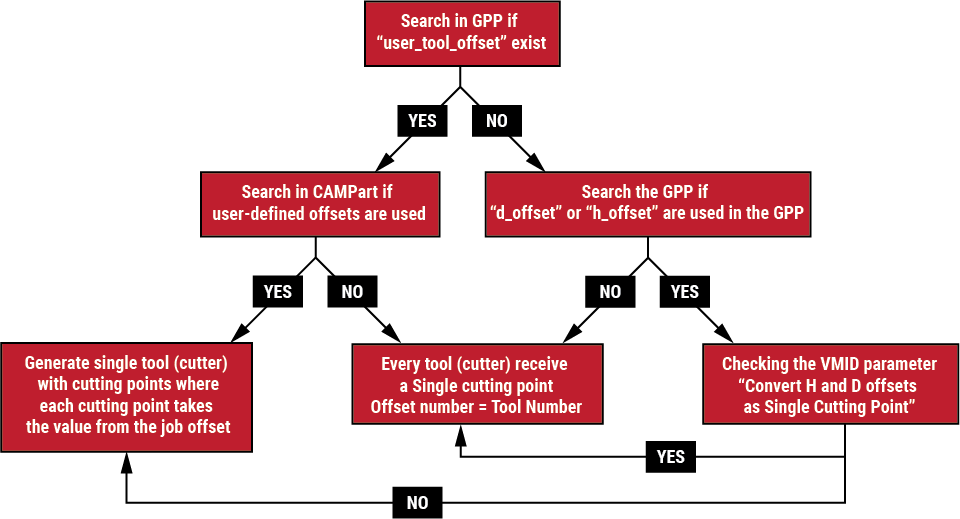 Search in GPP if
“user_tool_offset” exist
YES
NO
Search in CAMPart if
user-defined offsets are used
Search the GPP if
“d_offset” or “h_offset” are used in the GPP
YES
NO
NO
YES
Generate single tool (cutter)
with cutting points where
each cutting point takes
the value from the job offset
Every tool (cutter) receive
a Single cutting point
Offset number = Tool Number
Checking the VMID parameter
“Convert H and D offsets
as Single Cutting Point”
YES
NO